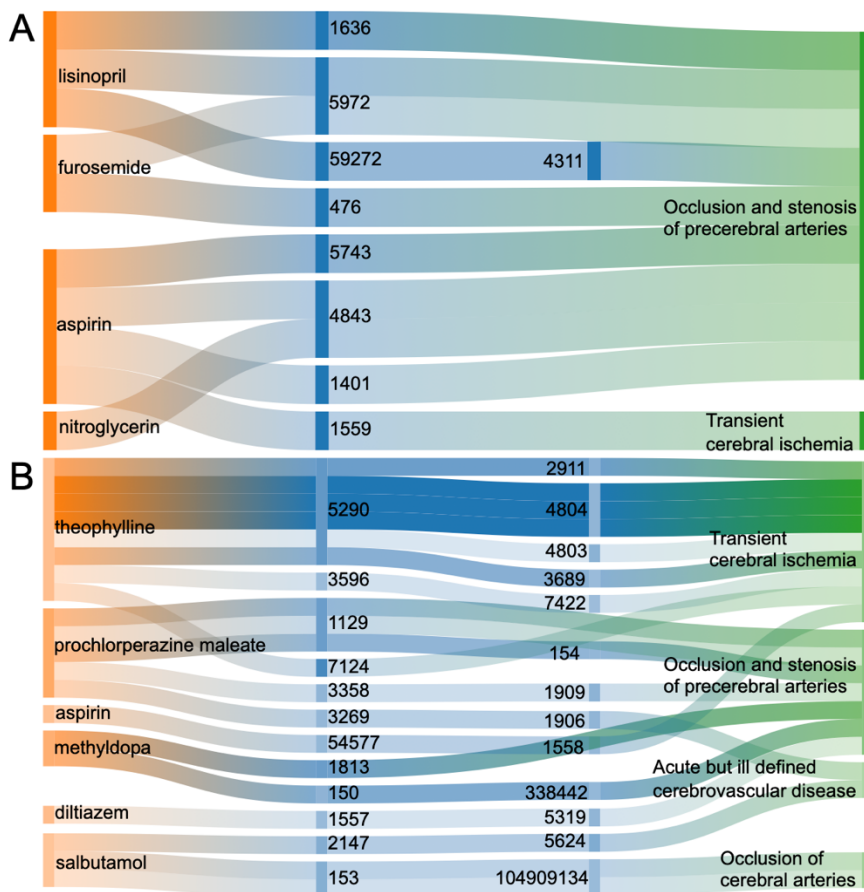 A
1636
lisinopril
5972
furosemide
59272
4311
476
Occlusion and stenosis
of precerebral arteries
5743
aspirin
4843
1401
nitroglycerin
1559
Transient
cerebral ischemia
B
2911
theophylline
5290
4804
4803
Transient
cerebral ischemia
3596
3689
7422
1129
prochlorperazine maleate
154
7124
Occlusion and stenosis
of precerebral arteries
3358
1909
aspirin
3269
1906
methyldopa
54577
1558
1813
Acute but ill defined
cerebrovascular disease
150
338442
diltiazem
1557
5319
2147
5624
salbutamol
153
104909134
Occlusion of
cerebral arteries